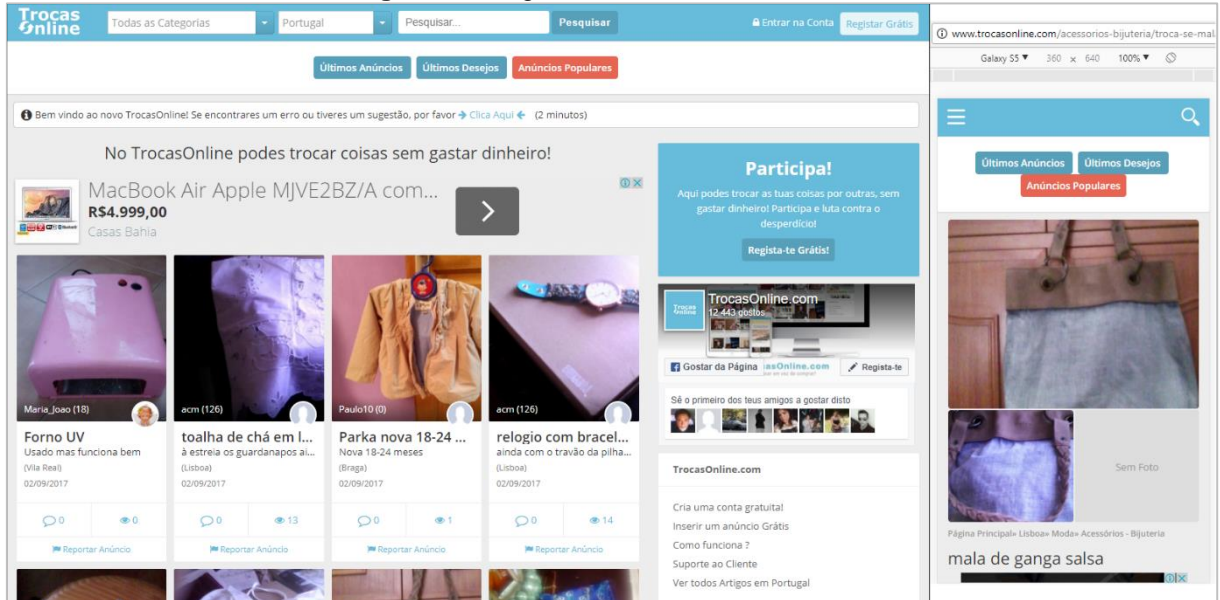 Trocas
Online
Todas as Categorias
Portugal
Pesquisar...
Pesquisar
Entrar na Conta
Registar Grátis
Últimos Anúncios
Últimos Desejos
Anúncios Populares
Bem vindo ao novo TrocasOnline! Se encontrares um erro ou tiveres um sugestão, por favor Clica Aqui (2 minutos)
No TrocasOnline podes trocar coisas sem gastar dinheiro!
MacBook Air Apple MJVE2BZ/A com...
R$4.999,00
Casas Bahia
Maria_Joao (18)
Forno UV
Usado mas funciona bem
(Vila Real)
02/09/2017
0
0
Reportar Anúncio
acm (126)
toalha de chá em l...
à estreia os guardanapos ai...
(Lisboa)
02/09/2017
0
13
Reportar Anúncio
Paulo10 (0)
Parka nova 18-24 ...
Nova 18-24 meses
(Braga)
02/09/2017
0
1
Reportar Anúncio
acm (126)
relogio com bracel...
ainda com o travão da pilha...
(Lisboa)
02/09/2017
0
14
Reportar Anúncio
Participa!
Aqui podes trocar as tuas coisas por outras, sem
gastar dinheiro! Participa e luta contra o
desperdício!
Regista-te Grátis!
Trocas
Online
TrocasOnline.com
12 443 gostos
Gostar da Página
asOnline.com
Regista-te
Sê o primeiro dos teus amigos a gostar disto
TrocasOnline.com
Cria uma conta gratuita!
Inserir um anúncio Grátis
Como funciona ?
Suporte ao Cliente
Ver todos Artigos em Portugal
www.trocasonline.com/acessorios-bijuteria/troca-se-mal
Galaxy S5 ▼ 360 x 640 100% ▼
Últimos Anúncios
Últimos Desejos
Anúncios Populares
Sem Foto
Página Principal» Lisboa» Moda» Acessórios - Bijuteria
mala de ganga salsa